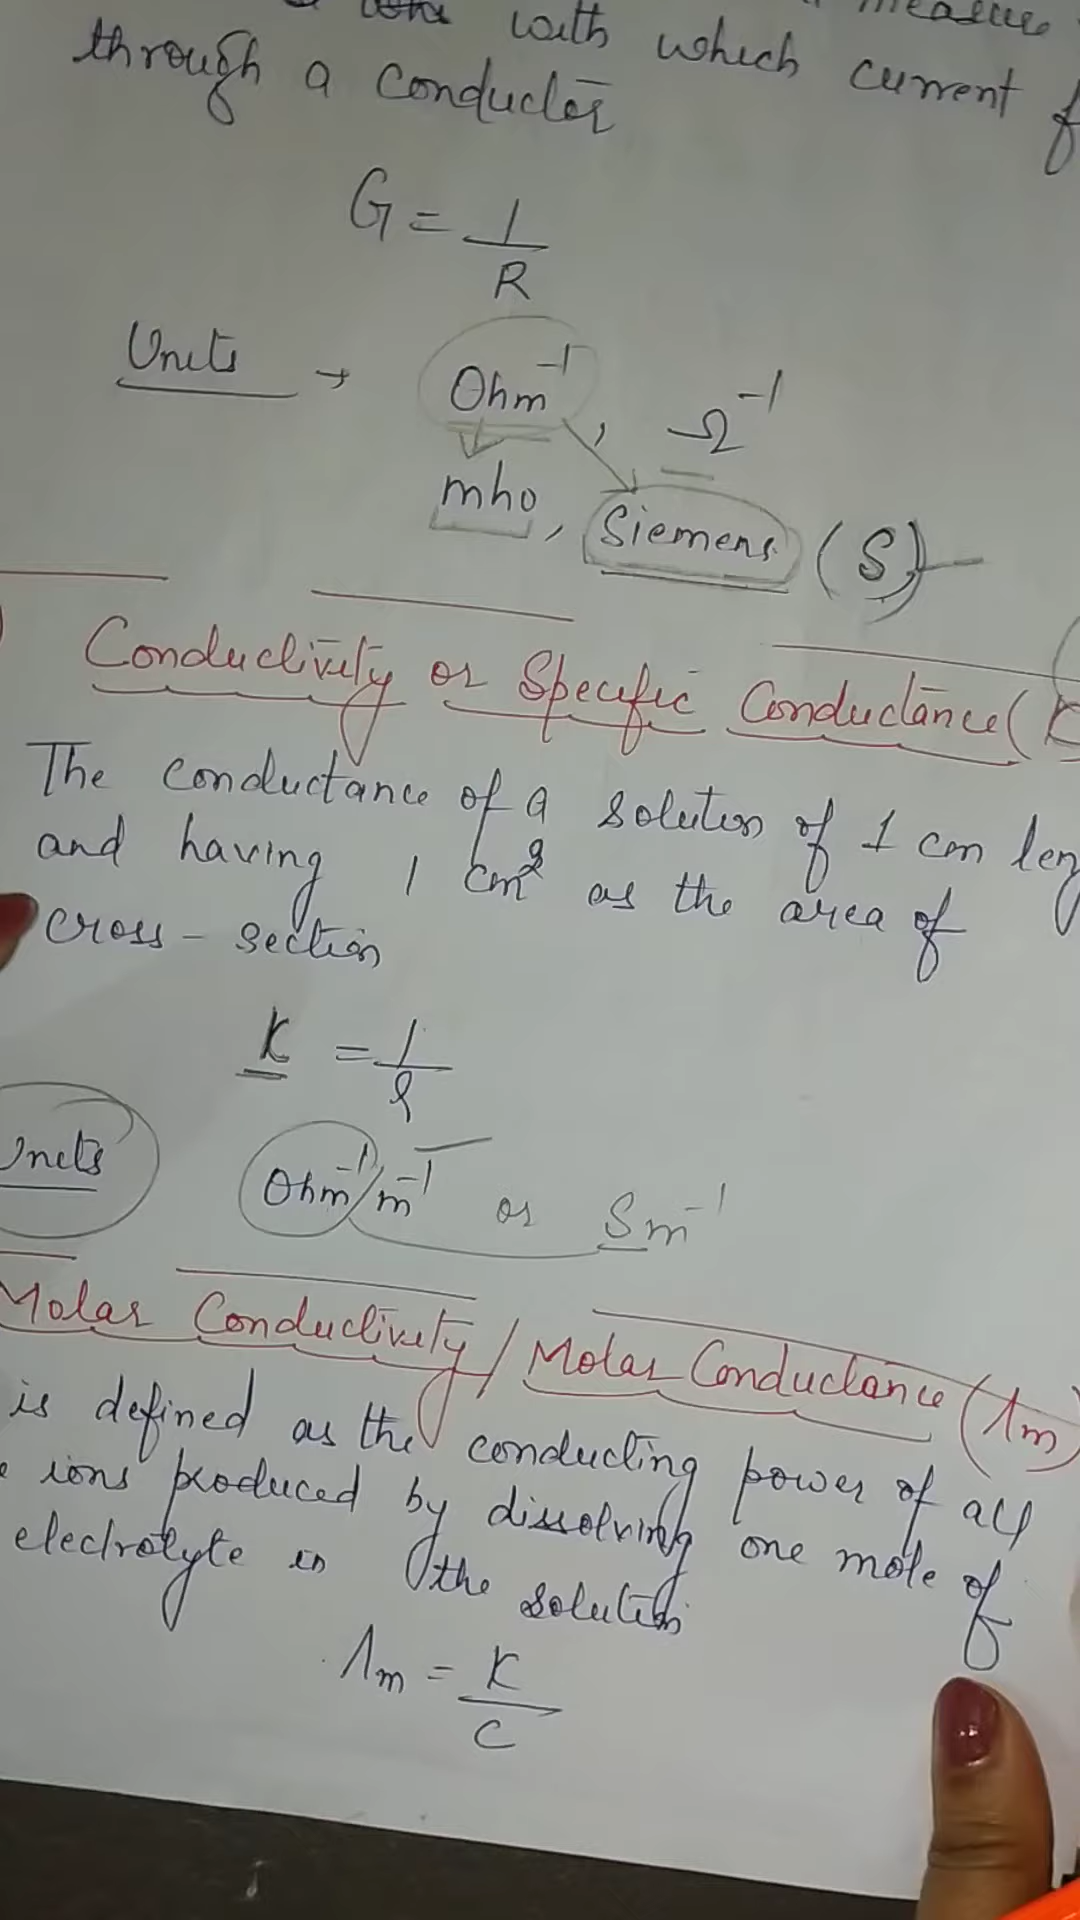 with which current
through a conductor
G = 1/R
Units → Ohm⁻¹, Ω⁻¹
mho, Siemens (S)
Conductivity or Specific Conductance (K
The conductance of a solution of 1 cm leng
and having 1 cm² as the area of
cross-section
K = 1/ρ
Units Ohm⁻¹ m⁻¹ or Sm⁻¹
Molar Conductivity / Molar Conductance (Λm)
is defined as the conducting power of all
ions produced by dissolving one mole of
electrolyte in the solution
Λm = K/C